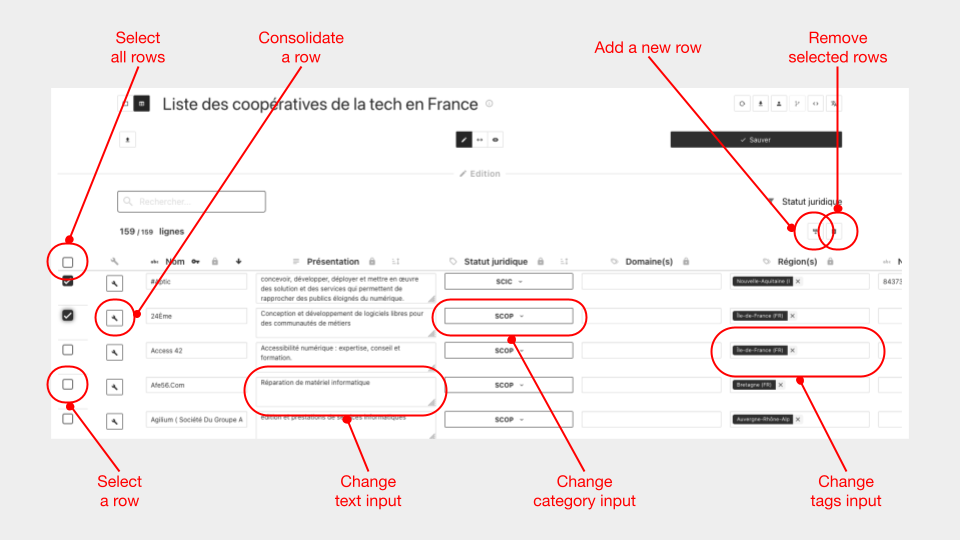 Select
all rows
Consolidate
a row
Add a new row
Remove
selected rows
Liste des coopératives de la tech en France
Sauver
Edition
Rechercher...
Statut juridique
159 / 159 lignes
Nom
Présentation
Statut juridique
Domaine(s)
Région(s)
N
#Aptic
concevoir, développer, déployer et mettre en œuvre
des solution et des services qui permettent de
rapprocher des publics éloignés du numérique.
SCIC
Nouvelle-Aquitaine (I
84373
24Eme
Conception et développement de logiciels libres pour
des communautés de métiers
SCOP
Île-de-France (FR)
Access 42
Accessibilité numérique : expertise, conseil et
formation.
SCOP
Île-de-France (FR)
Afe56.Com
Réparation de matériel informatique
SCOP
Bretagne (FR)
Agilium ( Société Du Groupe A
Edition et prestations de services informatiques
SCOP
Auvergne-Rhône-Alp
Select
a row
Change
text input
Change
category input
Change
tags input